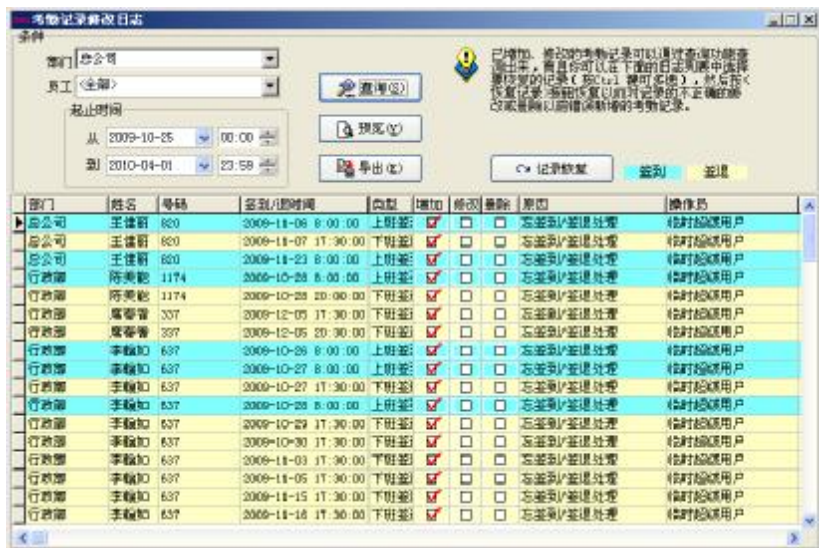 考勤记录修改日志
条件
部门 总公司
员工 <全部>
起止时间
从 2009-10-25 00:00
到 2010-04-01 23:59
查询(S)
预览(V)
导出(E)
已增加、修改的考勤记录可以通过查询功能查
询出来，而且你可以在下面的日志列表中选择
要恢复的记录（按Ctrl 键可多选），然后按<
恢复记录>按钮恢复以前对记录的不正确的修
改或删除以前错误新增的考勤记录。
记录恢复 签到 签退
部门 姓名 号码 签到/退时间 类型 增加 修改 删除 原因 操作员
总公司 820 2009-11-06 8:00:00 上班签 忘签到/签退处理 临时超级用户
总公司 820 2009-11-07 17:30:00 下班签 忘签到/签退处理 临时超级用户
总公司 820 2009-11-23 8:00:00 上班签 忘签到/签退处理 临时超级用户
行政部 1174 2009-10-28 8:00:00 上班签 忘签到/签退处理 临时超级用户
行政部 1174 2009-10-28 20:00:00 下班签 忘签到/签退处理 临时超级用户
行政部 337 2009-12-05 17:30:00 下班签 忘签到/签退处理 临时超级用户
行政部 337 2009-12-05 20:30:00 下班签 忘签到/签退处理 临时超级用户
行政部 637 2009-10-26 8:00:00 上班签 忘签到/签退处理 临时超级用户
行政部 637 2009-10-27 8:00:00 上班签 忘签到/签退处理 临时超级用户
行政部 637 2009-10-27 17:30:00 下班签 忘签到/签退处理 临时超级用户
行政部 637 2009-10-28 8:00:00 上班签 忘签到/签退处理 临时超级用户
行政部 637 2009-10-29 17:30:00 下班签 忘签到/签退处理 临时超级用户
行政部 637 2009-10-30 17:30:00 下班签 忘签到/签退处理 临时超级用户
行政部 637 2009-11-03 17:30:00 下班签 忘签到/签退处理 临时超级用户
行政部 637 2009-11-05 17:30:00 下班签 忘签到/签退处理 临时超级用户
行政部 637 2009-11-15 17:30:00 下班签 忘签到/签退处理 临时超级用户
行政部 637 2009-11-16 17:30:00 下班签 忘签到/签退处理 临时超级用户